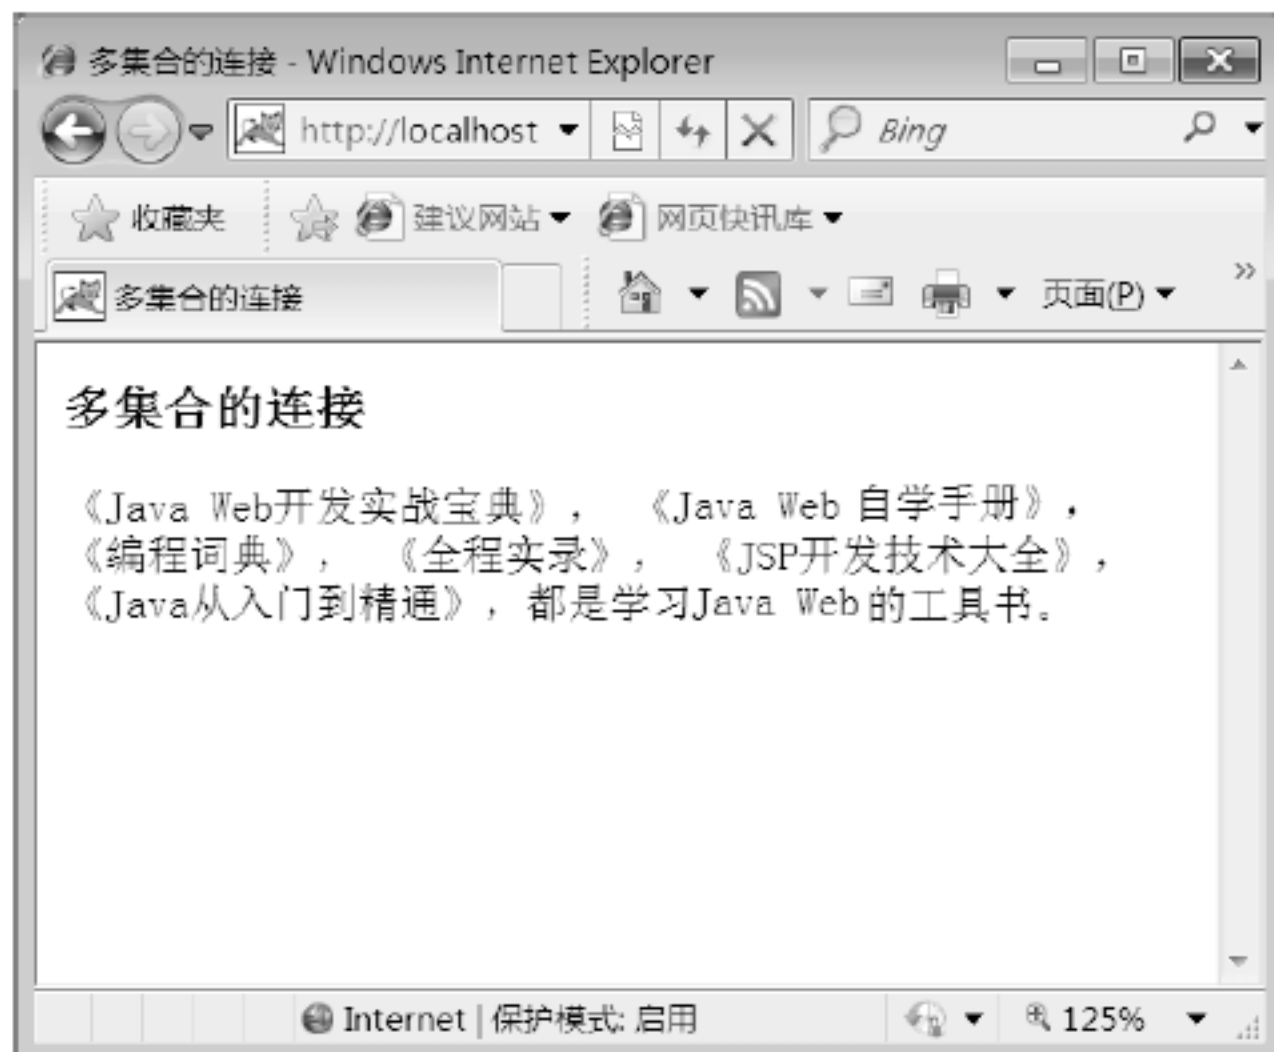 多集合的连接 - Windows Internet Explorer
http://localhost
Bing
收藏夹 建议网站 网页快讯库
多集合的连接 页面(P) »
多集合的连接
《Java Web开发实战宝典》， 《Java Web 自学手册》，
《编程词典》， 《全程实录》， 《JSP开发技术大全》，
《Java从入门到精通》，都是学习Java Web的工具书。
Internet | 保护模式: 启用 125%